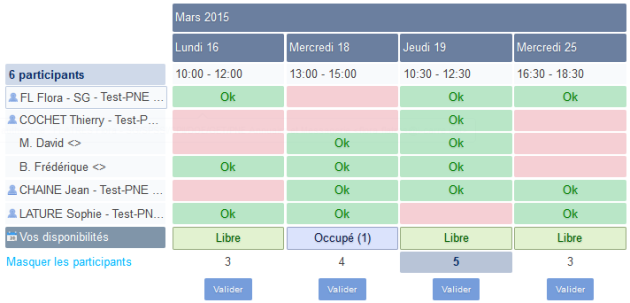 Mars 2015
Lundi 16 Mercredi 18 Jeudi 19 Mercredi 25
6 participants 10:00 - 12:00 13:00 - 15:00 10:30 - 12:30 16:30 - 18:30
FL Flora - SG - Test-PNE ... Ok Ok Ok
COCHET Thierry - Test-P... Ok
M. David <> Ok Ok
B. Frédérique <> Ok Ok Ok
CHAINE Jean - Test-PNE ... Ok Ok Ok
LATURE Sophie - Test-PN... Ok Ok Ok
Vos disponibilités Libre Occupé (1) Libre Libre
Masquer les participants 3 4 5 3
Valider Valider Valider Valider